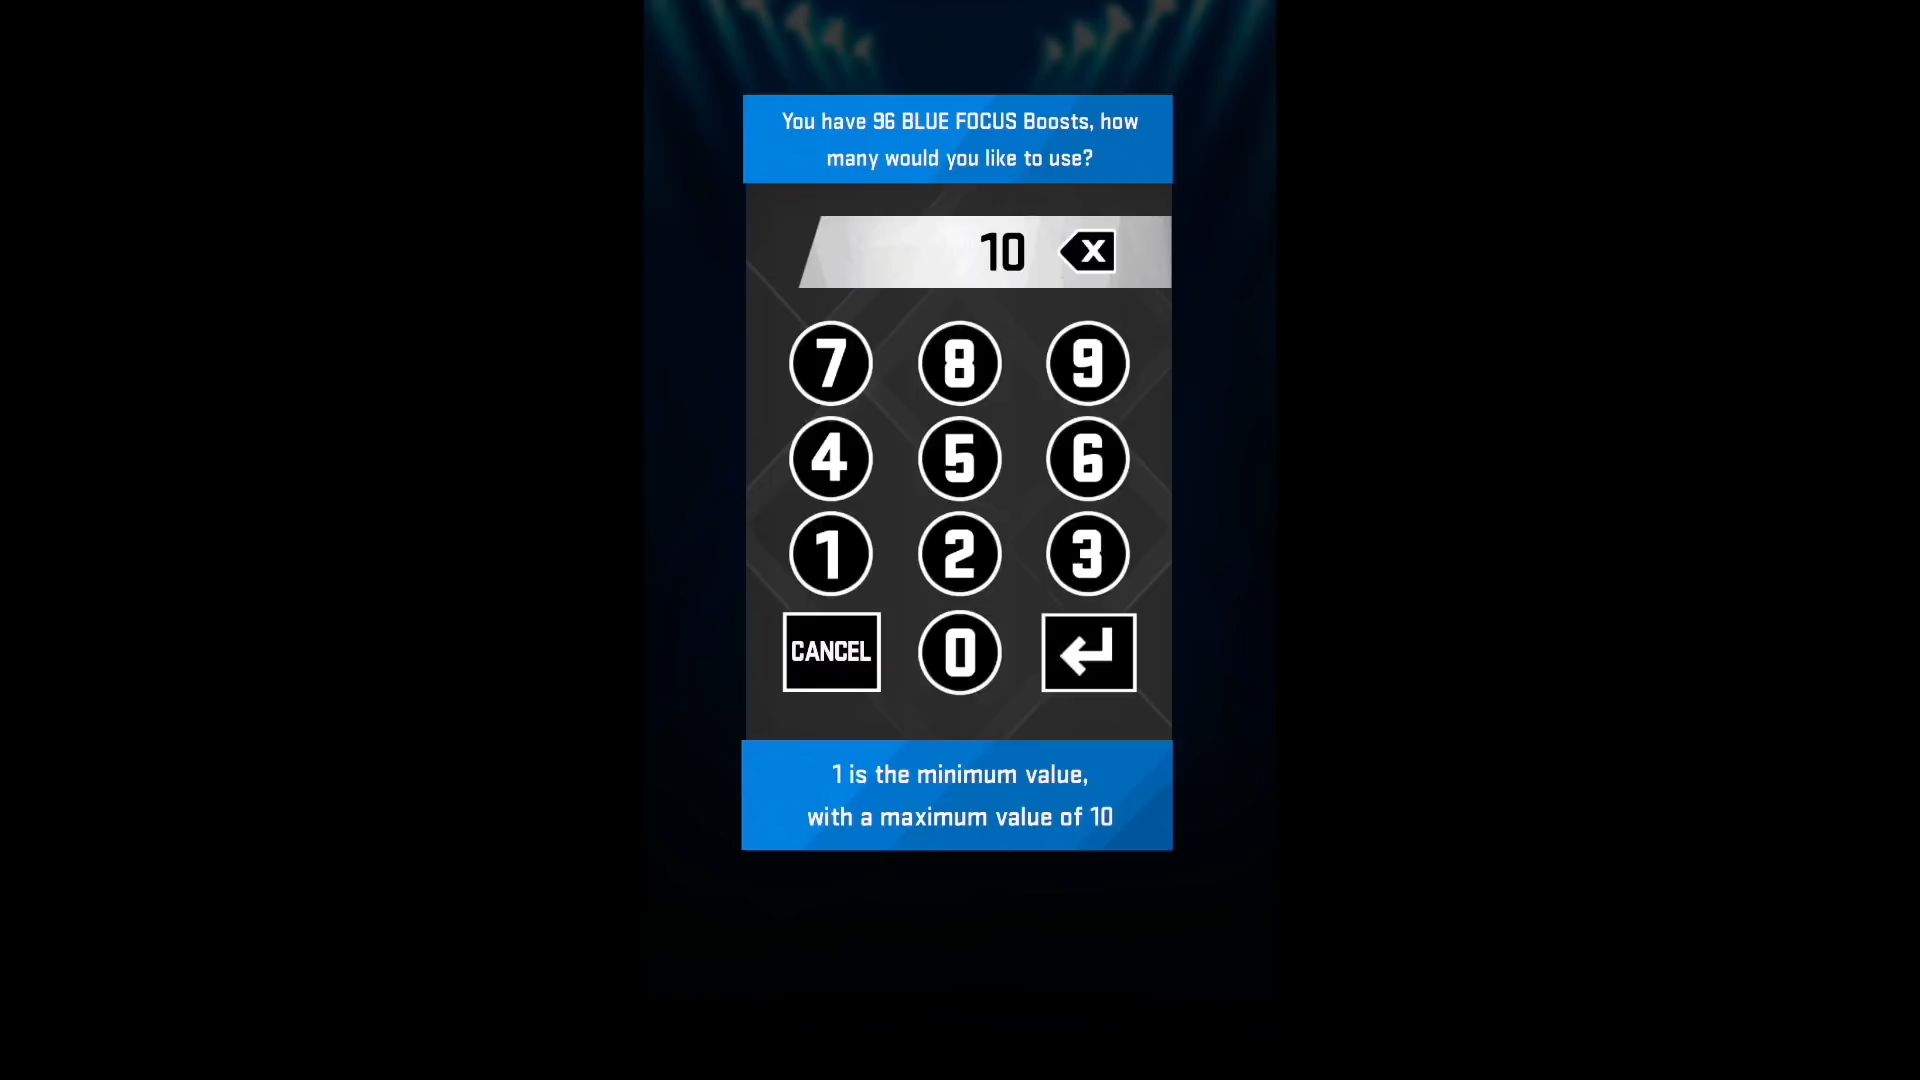 You have 96 BLUE FOCUS Boosts, how
many would you like to use?
10 X
7 8 9
4 5 6
1 2 3
CANCEL 0
1 is the minimum value,
with a maximum value of 10